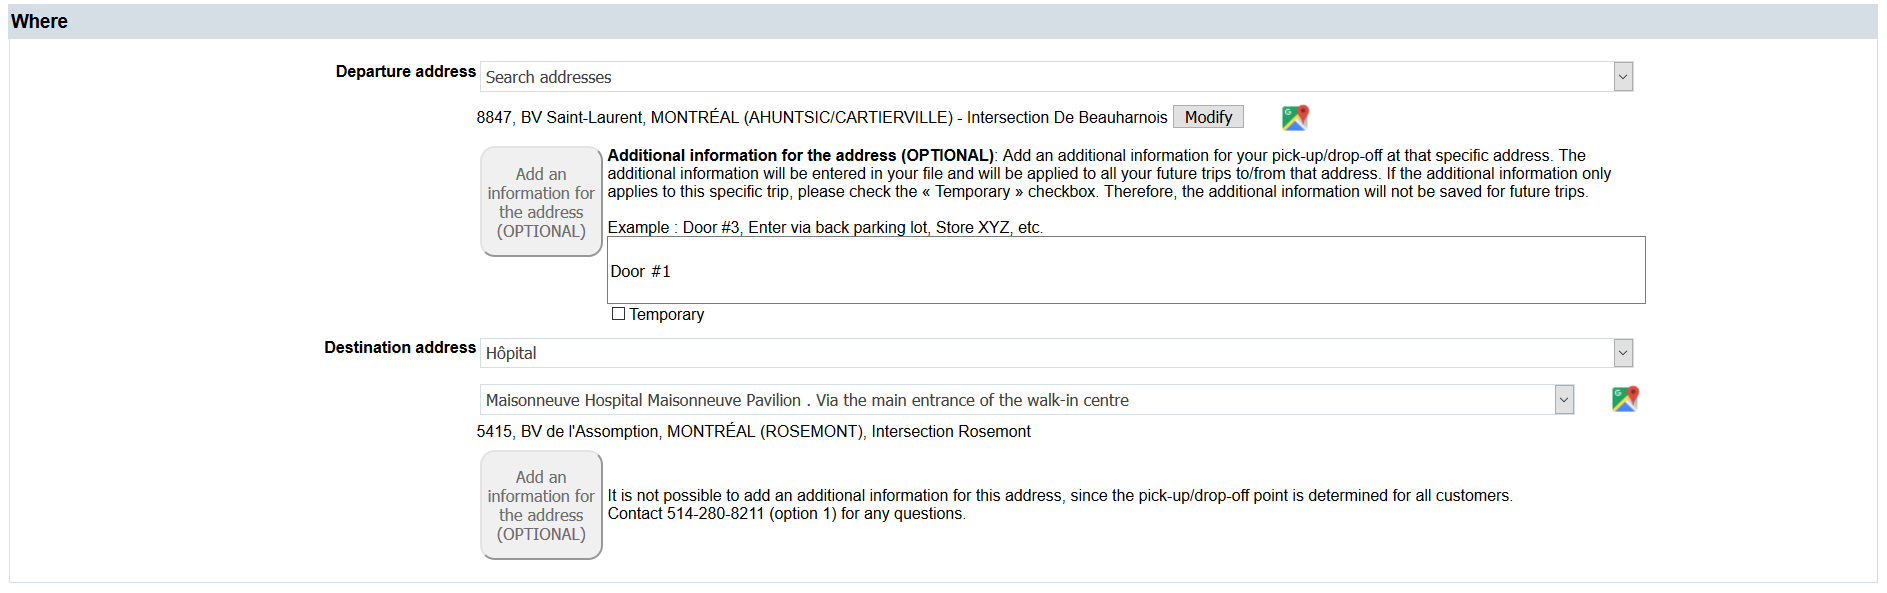 Where
Departure address
Search addresses
8847, BV Saint-Laurent, MONTRÉAL (AHUNTSIC/CARTIERVILLE) - Intersection De Beauharnois
Modify
Add an
information for
the address
(OPTIONAL)
Additional information for the address (OPTIONAL): Add an additional information for your pick-up/drop-off at that specific address. The
additional information will be entered in your file and will be applied to all your future trips to/from that address. If the additional information only
applies to this specific trip, please check the « Temporary » checkbox. Therefore, the additional information will not be saved for future trips.
Example : Door #3, Enter via back parking lot, Store XYZ, etc.
Door #1
Temporary
Destination address
Hôpital
Maisonneuve Hospital Maisonneuve Pavilion . Via the main entrance of the walk-in centre
5415, BV de l'Assomption, MONTRÉAL (ROSEMONT), Intersection Rosemont
Add an
information for
the address
(OPTIONAL)
It is not possible to add an additional information for this address, since the pick-up/drop-off point is determined for all customers.
Contact 514-280-8211 (option 1) for any questions.